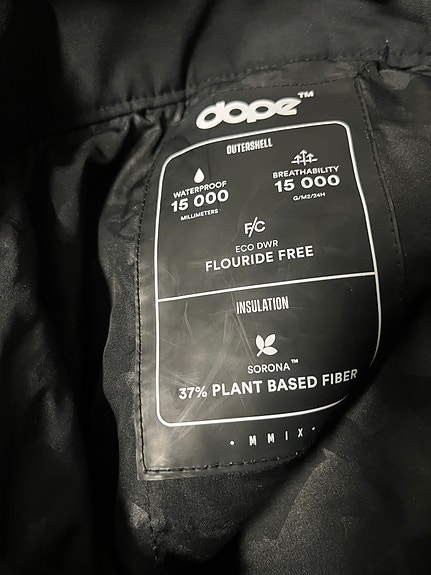 dope™
OUTERSHELL
WATERPROOF
15 000
MILLIMETERS
BREATHABILITY
15 000
G/M2/24H
F/C
ECO DWR
FLOURIDE FREE
INSULATION
SORONA™
37% PLANT BASED FIBER
• MMIX •